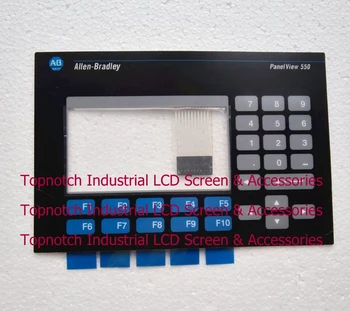 AB
Allen-Bradley
PanelView 550
7 8 9
4 5 6
1 2 3
. 0 -
Topnotch Industrial LCD Screen & Accessories
F1 F2 F3 F4 F5
Topnotch Industrial LCD Screen & Accessories
F6 F7 F8 F9 F10
Topnotch Industrial LCD Screen & Accessories